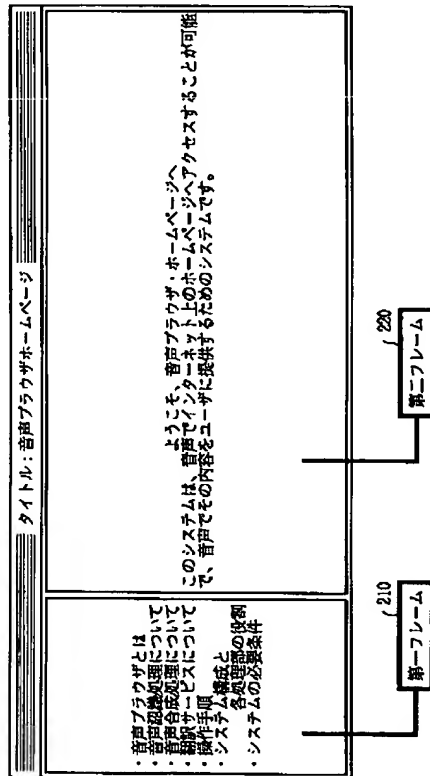 タイトル：音声ブラウザホームページ
・音声ブラウザとは
・音声認識処理について
・音声合成処理について
・翻訳サービスについて
・操作手順
・システム構成と
各処理部の役割
・システムの必要条件
ようこそ、音声ブラウザ・ホームページへ
このシステムは、音声でインターネット上のホームページへアクセスすることが可能
で、音声でその内容をユーザに提供するためのシステムです。
210
第一フレーム
220
第二フレーム